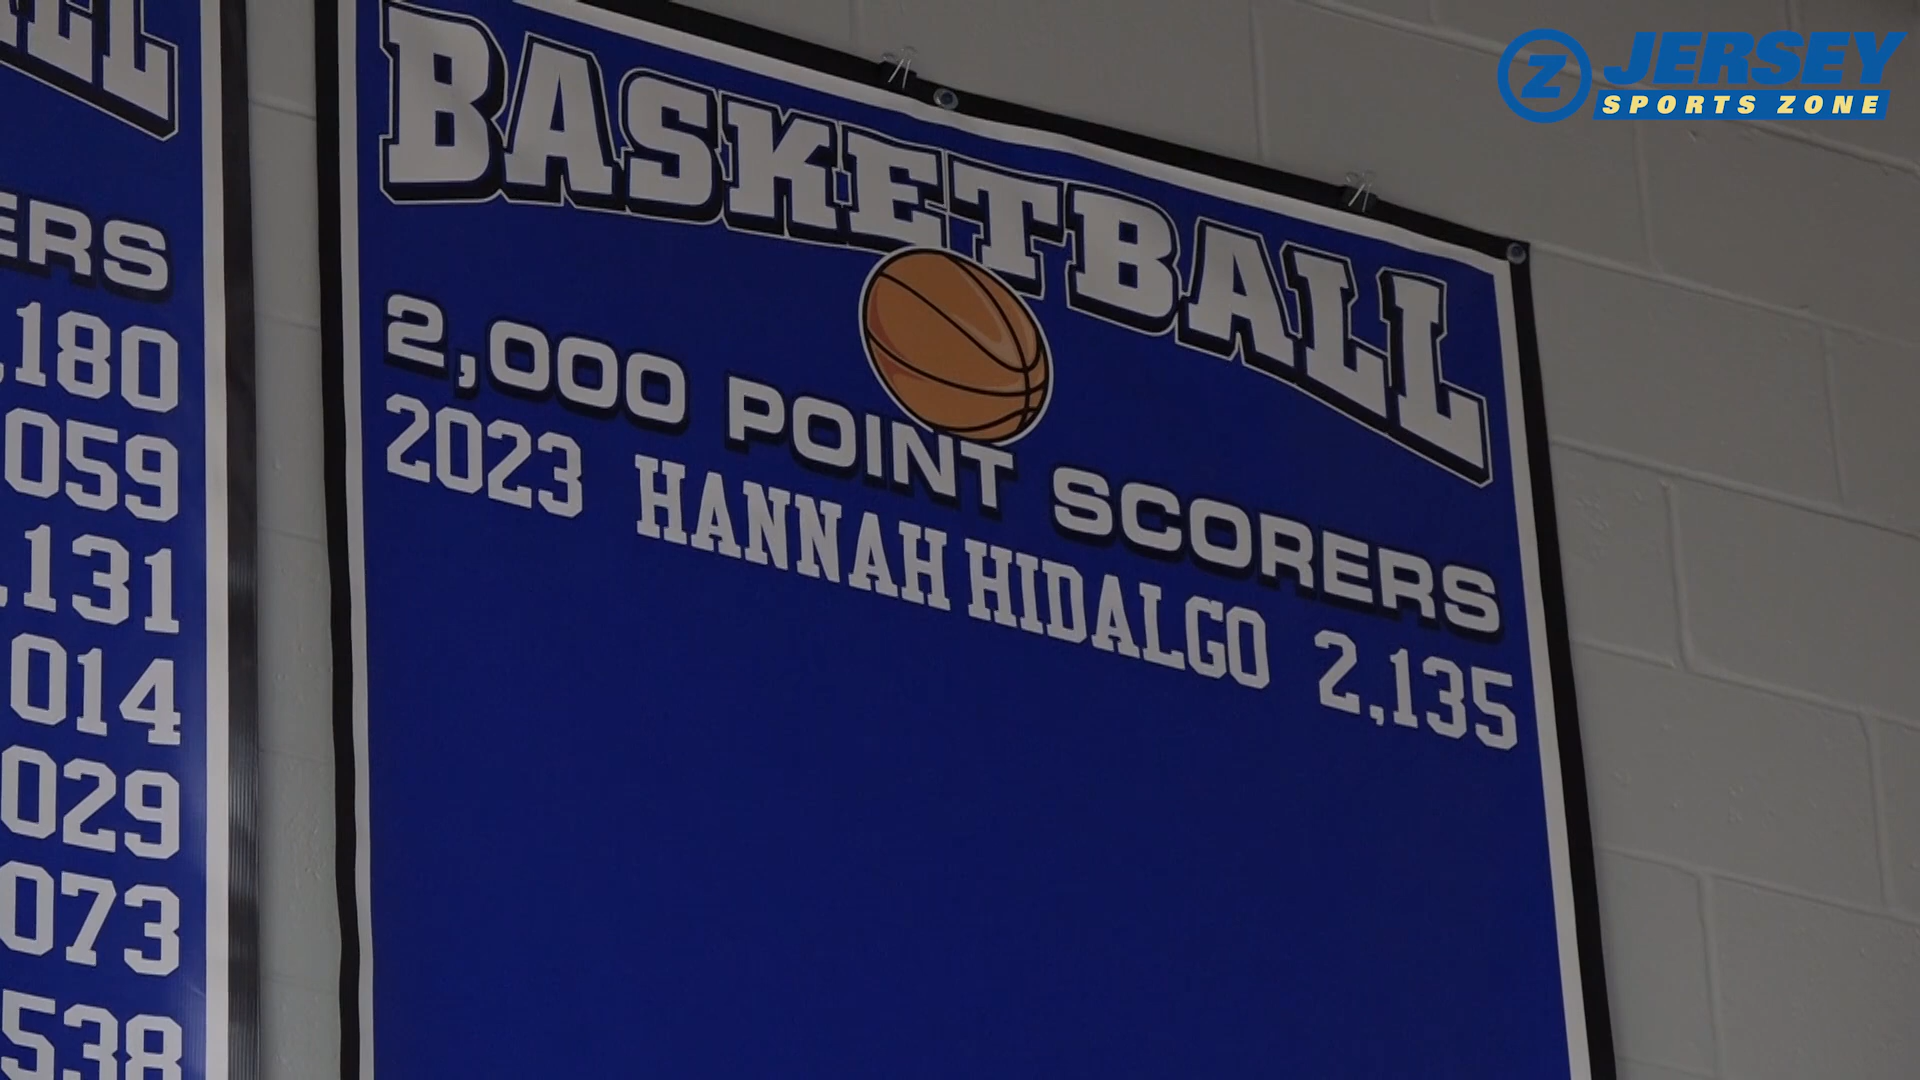 BASKETBALL
2,000 POINT SCORERS
2023 HANNAH HIDALGO 2,135
ERS
,180
059
,131
014
029
073
538
Z JERSEY
SPORTS ZONE